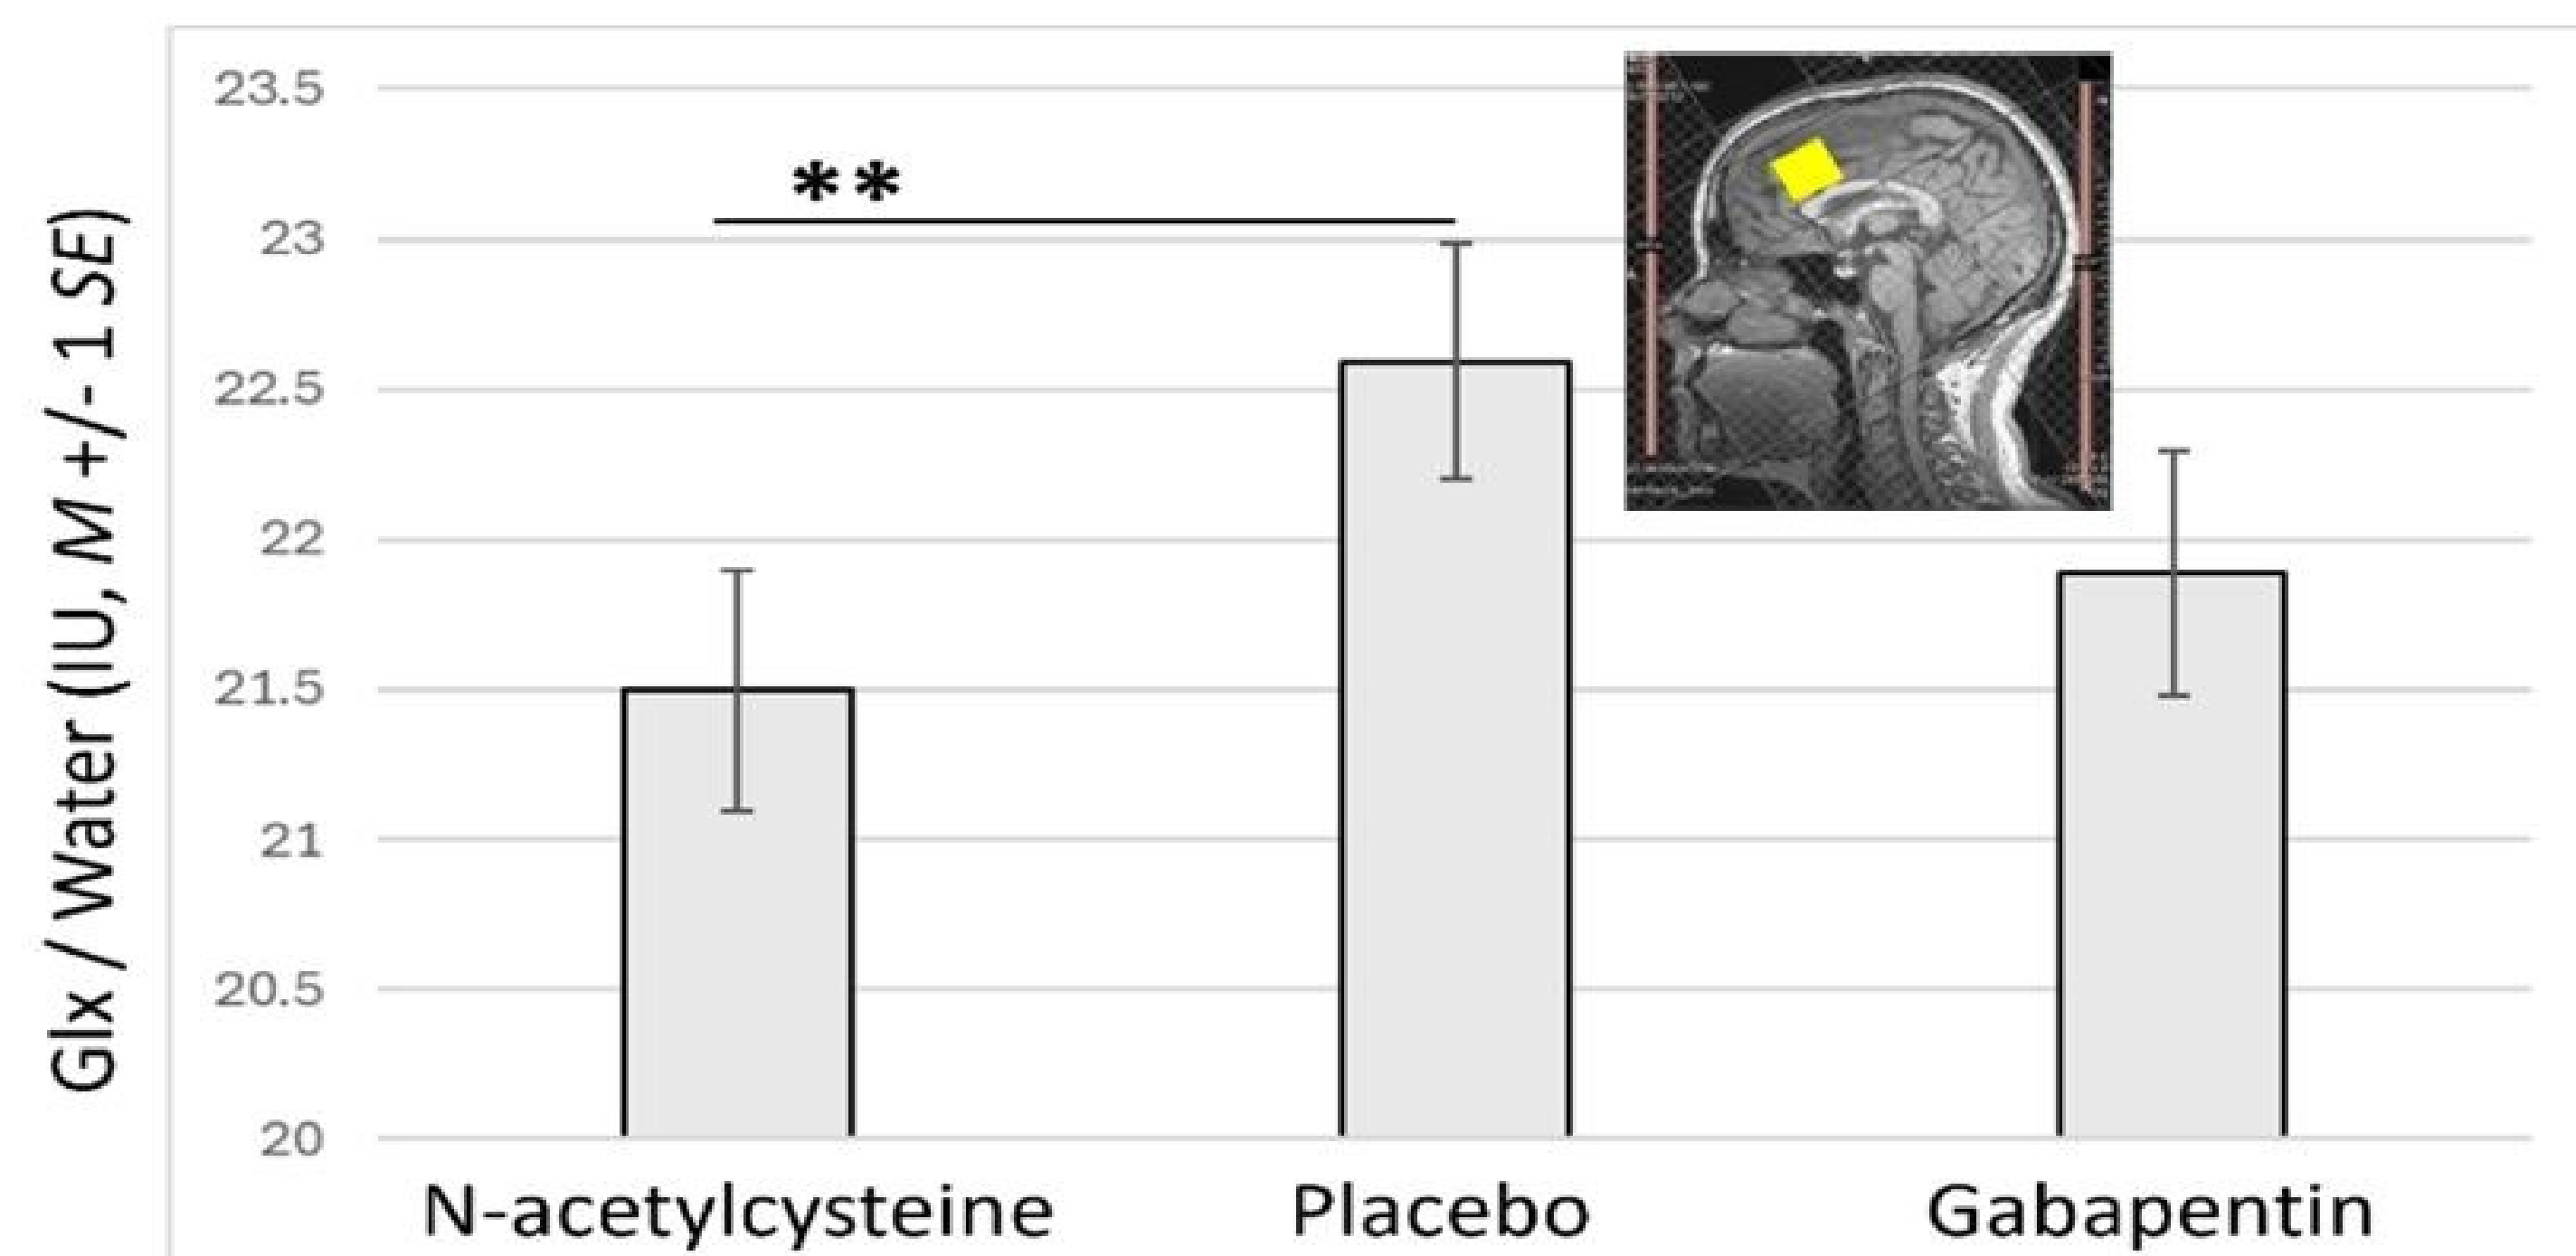 Glx / Water (IU, M +/- 1 SE)
23.5
23
22.5
22
21.5
21
20.5
20
**
N-acetylcysteine
Placebo
Gabapentin